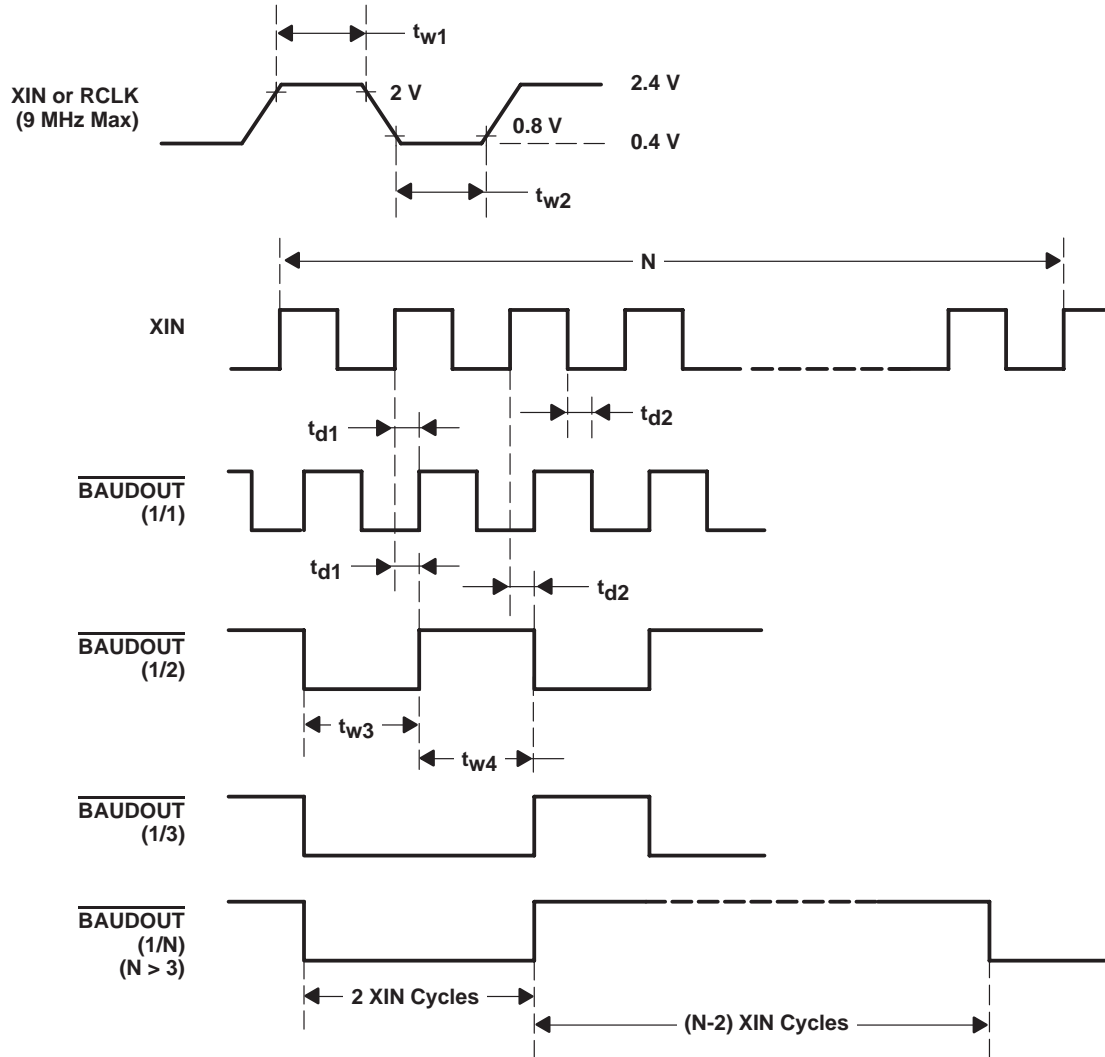 tw1
XIN or RCLK
(9 MHz Max)
2 V
2.4 V
0.8 V
0.4 V
tw2
N
XIN
td1
td2
BAUDOUT
(1/1)
td1
td2
BAUDOUT
(1/2)
tw3
tw4
BAUDOUT
(1/3)
BAUDOUT
(1/N)
(N > 3)
2 XIN Cycles
(N-2) XIN Cycles